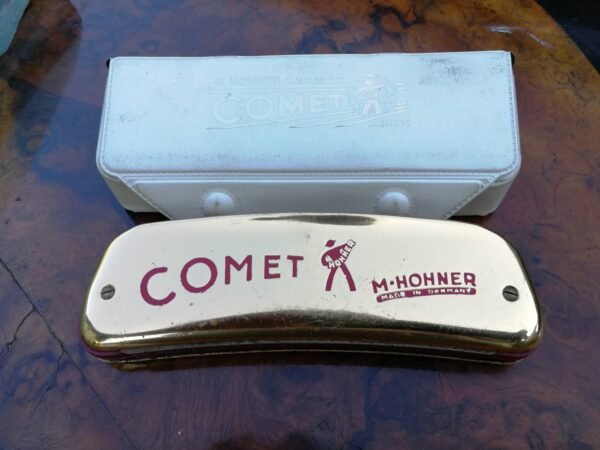 COMET
COMET
HOHNER
M·HOHNER
MADE IN GERMANY